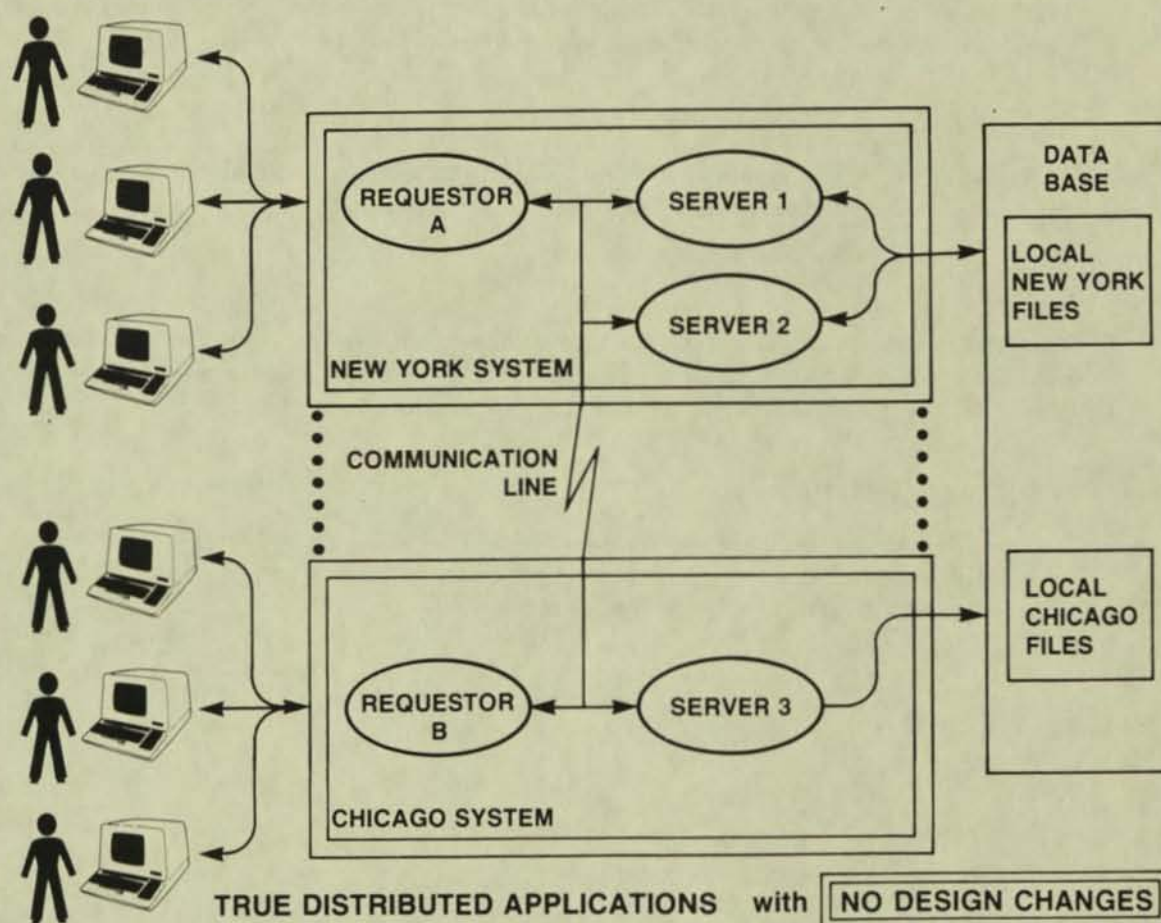 REQUESTOR
A
SERVER 1
SERVER 2
NEW YORK SYSTEM
DATA
BASE
LOCAL
NEW YORK
FILES
COMMUNICATION
LINE
REQUESTOR
B
SERVER 3
CHICAGO SYSTEM
LOCAL
CHICAGO
FILES
TRUE DISTRIBUTED APPLICATIONS with NO DESIGN CHANGES